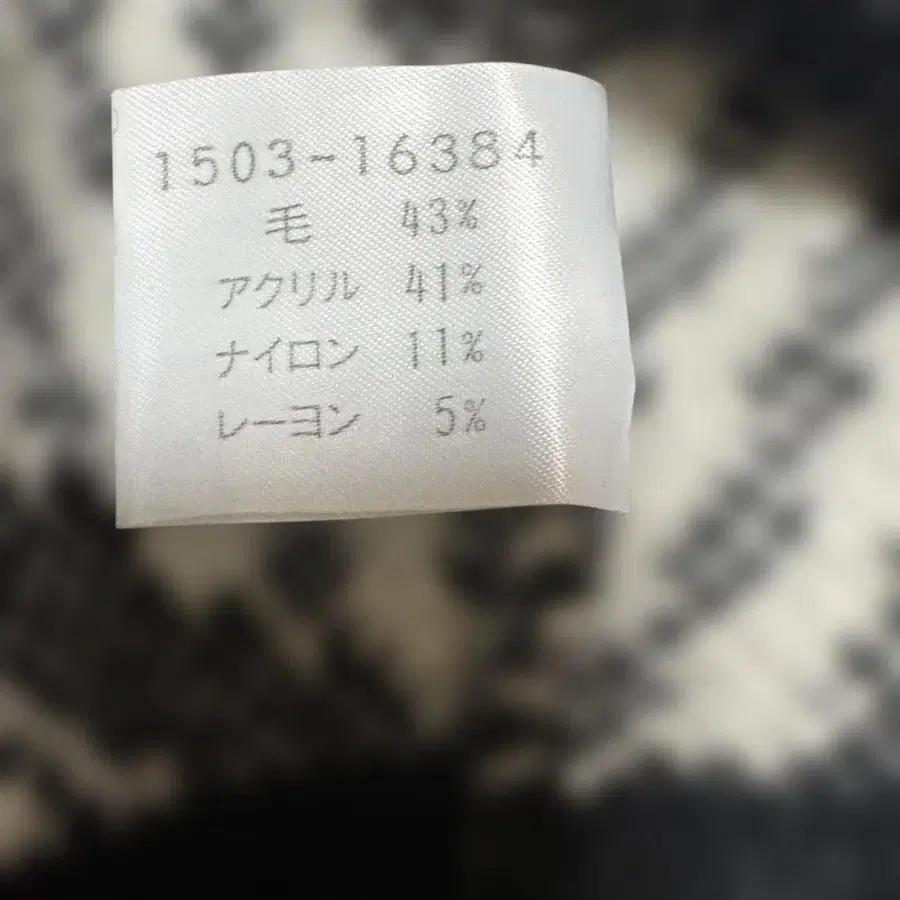 1503-16384
毛 43%
アクリル 41%
ナイロン 11%
レーヨン 5%